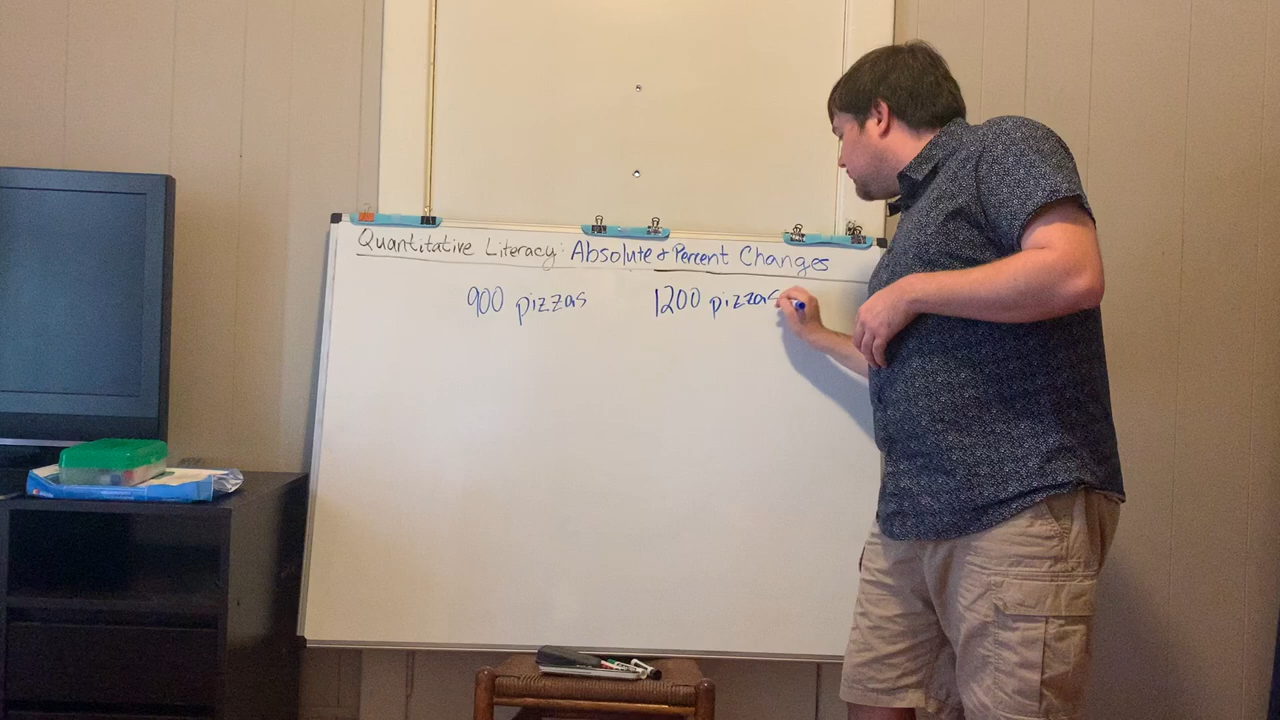 Quantitative Literacy: Absolute & Percent Changes
900 pizzas 1200 pizzas